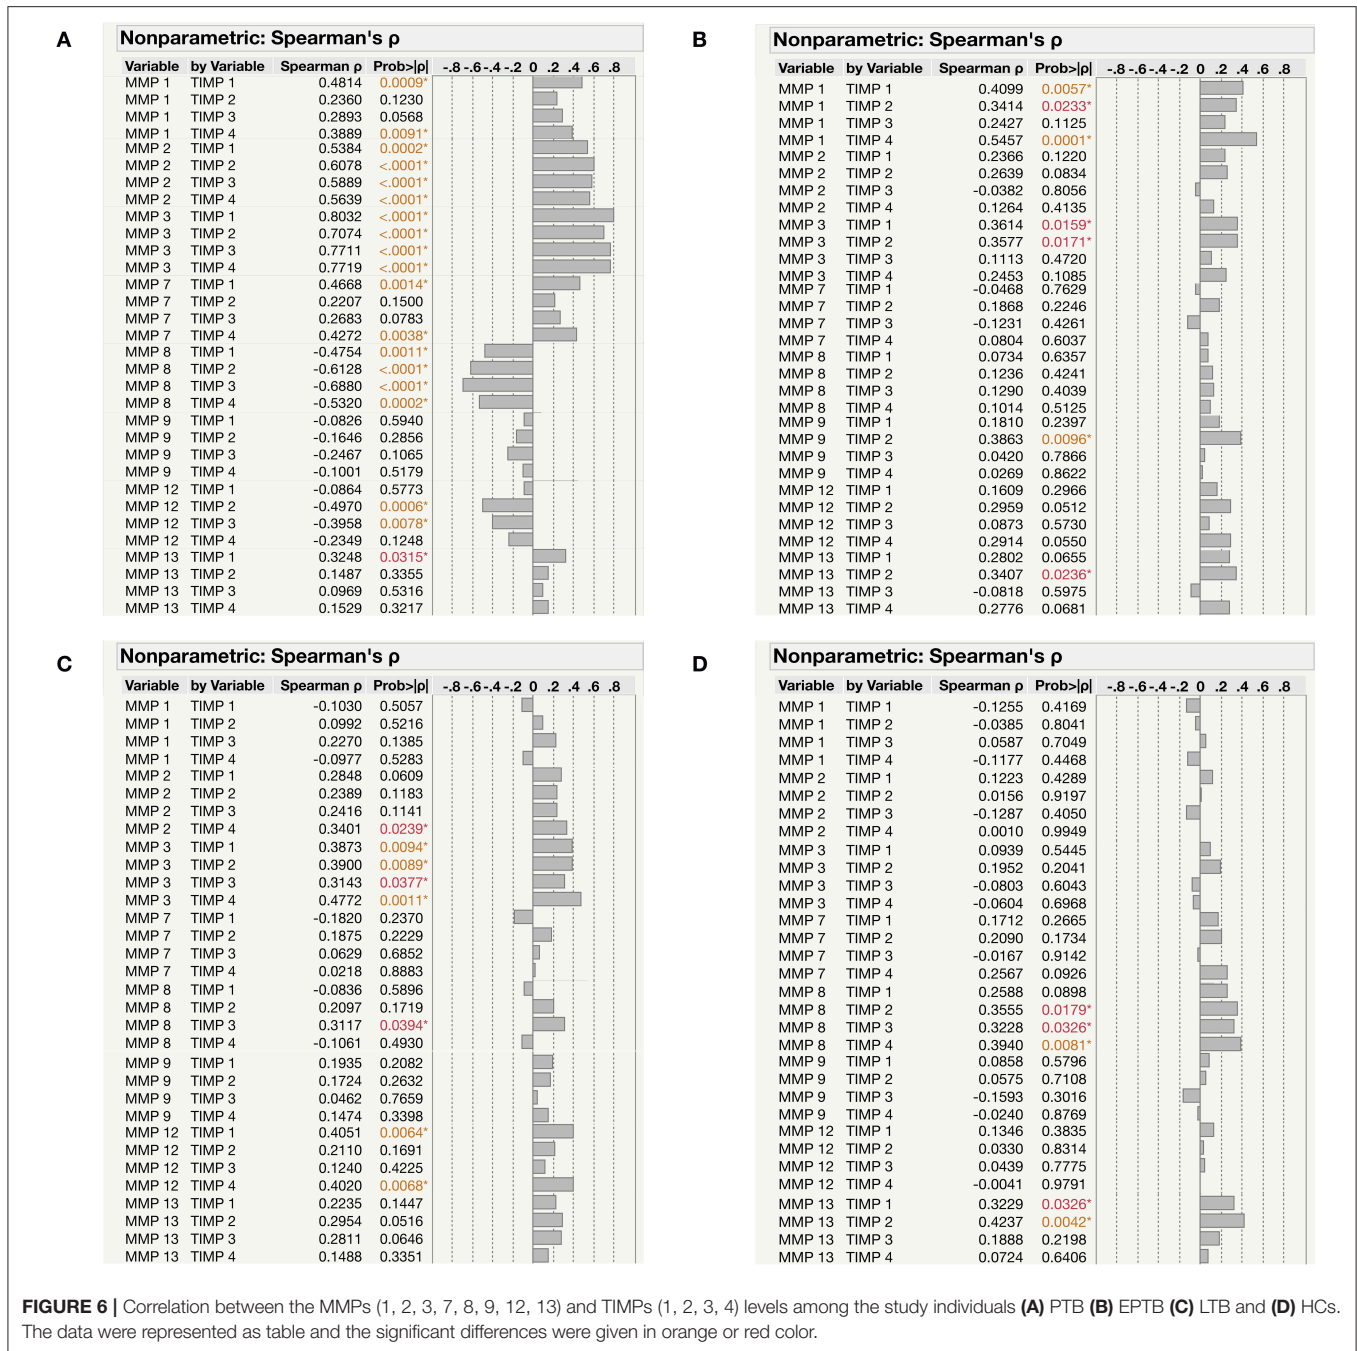 A
Nonparametric: Spearman's ρ
Variable by Variable Spearman ρ Prob>|ρ| -.8 -.6 -.4 -.2 0 .2 .4 .6 .8
MMP 1 TIMP 1 0.4814 0.0009*
MMP 1 TIMP 2 0.2360 0.1230
MMP 1 TIMP 3 0.2893 0.0568
MMP 1 TIMP 4 0.3889 0.0091*
MMP 2 TIMP 1 0.5384 0.0002*
MMP 2 TIMP 2 0.6078 <.0001*
MMP 2 TIMP 3 0.5889 <.0001*
MMP 2 TIMP 4 0.5639 <.0001*
MMP 3 TIMP 1 0.8032 <.0001*
MMP 3 TIMP 2 0.7074 <.0001*
MMP 3 TIMP 3 0.7711 <.0001*
MMP 3 TIMP 4 0.7719 <.0001*
MMP 7 TIMP 1 0.4668 0.0014*
MMP 7 TIMP 2 0.2207 0.1500
MMP 7 TIMP 3 0.2683 0.0783
MMP 7 TIMP 4 0.4272 0.0038*
MMP 8 TIMP 1 -0.4754 0.0011*
MMP 8 TIMP 2 -0.6128 <.0001*
MMP 8 TIMP 3 -0.6880 <.0001*
MMP 8 TIMP 4 -0.5320 0.0002*
MMP 9 TIMP 1 -0.0826 0.5940
MMP 9 TIMP 2 -0.1646 0.2856
MMP 9 TIMP 3 -0.2467 0.1065
MMP 9 TIMP 4 -0.1001 0.5179
MMP 12 TIMP 1 -0.0864 0.5773
MMP 12 TIMP 2 -0.4970 0.0006*
MMP 12 TIMP 3 -0.3958 0.0078*
MMP 12 TIMP 4 -0.2349 0.1248
MMP 13 TIMP 1 0.3248 0.0315*
MMP 13 TIMP 2 0.1487 0.3355
MMP 13 TIMP 3 0.0969 0.5316
MMP 13 TIMP 4 0.1529 0.3217
B
Nonparametric: Spearman's ρ
Variable by Variable Spearman ρ Prob>|ρ| -.8 -.6 -.4 -.2 0 .2 .4 .6 .8
MMP 1 TIMP 1 0.4099 0.0057*
MMP 1 TIMP 2 0.3414 0.0233*
MMP 1 TIMP 3 0.2427 0.1125
MMP 1 TIMP 4 0.5457 0.0001*
MMP 2 TIMP 1 0.2366 0.1220
MMP 2 TIMP 2 0.2639 0.0834
MMP 2 TIMP 3 -0.0382 0.8056
MMP 2 TIMP 4 0.1264 0.4135
MMP 3 TIMP 1 0.3614 0.0159*
MMP 3 TIMP 2 0.3577 0.0171*
MMP 3 TIMP 3 0.1113 0.4720
MMP 3 TIMP 4 0.2453 0.1085
MMP 7 TIMP 1 -0.0468 0.7629
MMP 7 TIMP 2 0.1868 0.2246
MMP 7 TIMP 3 -0.1231 0.4261
MMP 7 TIMP 4 0.0804 0.6037
MMP 8 TIMP 1 0.0734 0.6357
MMP 8 TIMP 2 0.1236 0.4241
MMP 8 TIMP 3 0.1290 0.4039
MMP 8 TIMP 4 0.1014 0.5125
MMP 9 TIMP 1 0.1810 0.2397
MMP 9 TIMP 2 0.3863 0.0096*
MMP 9 TIMP 3 0.0420 0.7866
MMP 9 TIMP 4 0.0269 0.8622
MMP 12 TIMP 1 0.1609 0.2966
MMP 12 TIMP 2 0.2959 0.0512
MMP 12 TIMP 3 0.0873 0.5730
MMP 12 TIMP 4 0.2914 0.0550
MMP 13 TIMP 1 0.2802 0.0655
MMP 13 TIMP 2 0.3407 0.0236*
MMP 13 TIMP 3 -0.0818 0.5975
MMP 13 TIMP 4 0.2776 0.0681
C
Nonparametric: Spearman's ρ
Variable by Variable Spearman ρ Prob>|ρ| -.8 -.6 -.4 -.2 0 .2 .4 .6 .8
MMP 1 TIMP 1 -0.1030 0.5057
MMP 1 TIMP 2 0.0992 0.5216
MMP 1 TIMP 3 0.2270 0.1385
MMP 1 TIMP 4 -0.0977 0.5283
MMP 2 TIMP 1 0.2848 0.0609
MMP 2 TIMP 2 0.2389 0.1183
MMP 2 TIMP 3 0.2416 0.1141
MMP 2 TIMP 4 0.3401 0.0239*
MMP 3 TIMP 1 0.3873 0.0094*
MMP 3 TIMP 2 0.3900 0.0089*
MMP 3 TIMP 3 0.3143 0.0377*
MMP 3 TIMP 4 0.4772 0.0011*
MMP 7 TIMP 1 -0.1820 0.2370
MMP 7 TIMP 2 0.1875 0.2229
MMP 7 TIMP 3 0.0629 0.6852
MMP 7 TIMP 4 0.0218 0.8883
MMP 8 TIMP 1 -0.0836 0.5896
MMP 8 TIMP 2 0.2097 0.1719
MMP 8 TIMP 3 0.3117 0.0394*
MMP 8 TIMP 4 -0.1061 0.4930
MMP 9 TIMP 1 0.1935 0.2082
MMP 9 TIMP 2 0.1724 0.2632
MMP 9 TIMP 3 0.0462 0.7659
MMP 9 TIMP 4 0.1474 0.3398
MMP 12 TIMP 1 0.4051 0.0064*
MMP 12 TIMP 2 0.2110 0.1691
MMP 12 TIMP 3 0.1240 0.4225
MMP 12 TIMP 4 0.4020 0.0068*
MMP 13 TIMP 1 0.2235 0.1447
MMP 13 TIMP 2 0.2954 0.0516
MMP 13 TIMP 3 0.2811 0.0646
MMP 13 TIMP 4 0.1488 0.3351
D
Nonparametric: Spearman's ρ
Variable by Variable Spearman ρ Prob>|ρ| -.8 -.6 -.4 -.2 0 .2 .4 .6 .8
MMP 1 TIMP 1 -0.1255 0.4169
MMP 1 TIMP 2 -0.0385 0.8041
MMP 1 TIMP 3 0.0587 0.7049
MMP 1 TIMP 4 -0.1177 0.4468
MMP 2 TIMP 1 0.1223 0.4289
MMP 2 TIMP 2 0.0156 0.9197
MMP 2 TIMP 3 -0.1287 0.4050
MMP 2 TIMP 4 0.0010 0.9949
MMP 3 TIMP 1 0.0939 0.5445
MMP 3 TIMP 2 0.1952 0.2041
MMP 3 TIMP 3 -0.0803 0.6043
MMP 3 TIMP 4 -0.0604 0.6968
MMP 7 TIMP 1 0.1712 0.2665
MMP 7 TIMP 2 0.2090 0.1734
MMP 7 TIMP 3 -0.0167 0.9142
MMP 7 TIMP 4 0.2567 0.0926
MMP 8 TIMP 1 0.2588 0.0898
MMP 8 TIMP 2 0.3555 0.0179*
MMP 8 TIMP 3 0.3228 0.0326*
MMP 8 TIMP 4 0.3940 0.0081*
MMP 9 TIMP 1 0.0858 0.5796
MMP 9 TIMP 2 0.0575 0.7108
MMP 9 TIMP 3 -0.1593 0.3016
MMP 9 TIMP 4 -0.0240 0.8769
MMP 12 TIMP 1 0.1346 0.3835
MMP 12 TIMP 2 0.0330 0.8314
MMP 12 TIMP 3 0.0439 0.7775
MMP 12 TIMP 4 -0.0041 0.9791
MMP 13 TIMP 1 0.3229 0.0326*
MMP 13 TIMP 2 0.4237 0.0042*
MMP 13 TIMP 3 0.1888 0.2198
MMP 13 TIMP 4 0.0724 0.6406
FIGURE 6 | Correlation between the MMPs (1, 2, 3, 7, 8, 9, 12, 13) and TIMPs (1, 2, 3, 4) levels among the study individuals (A) PTB (B) EPTB (C) LTB and (D) HCs.
The data were represented as table and the significant differences were given in orange or red color.